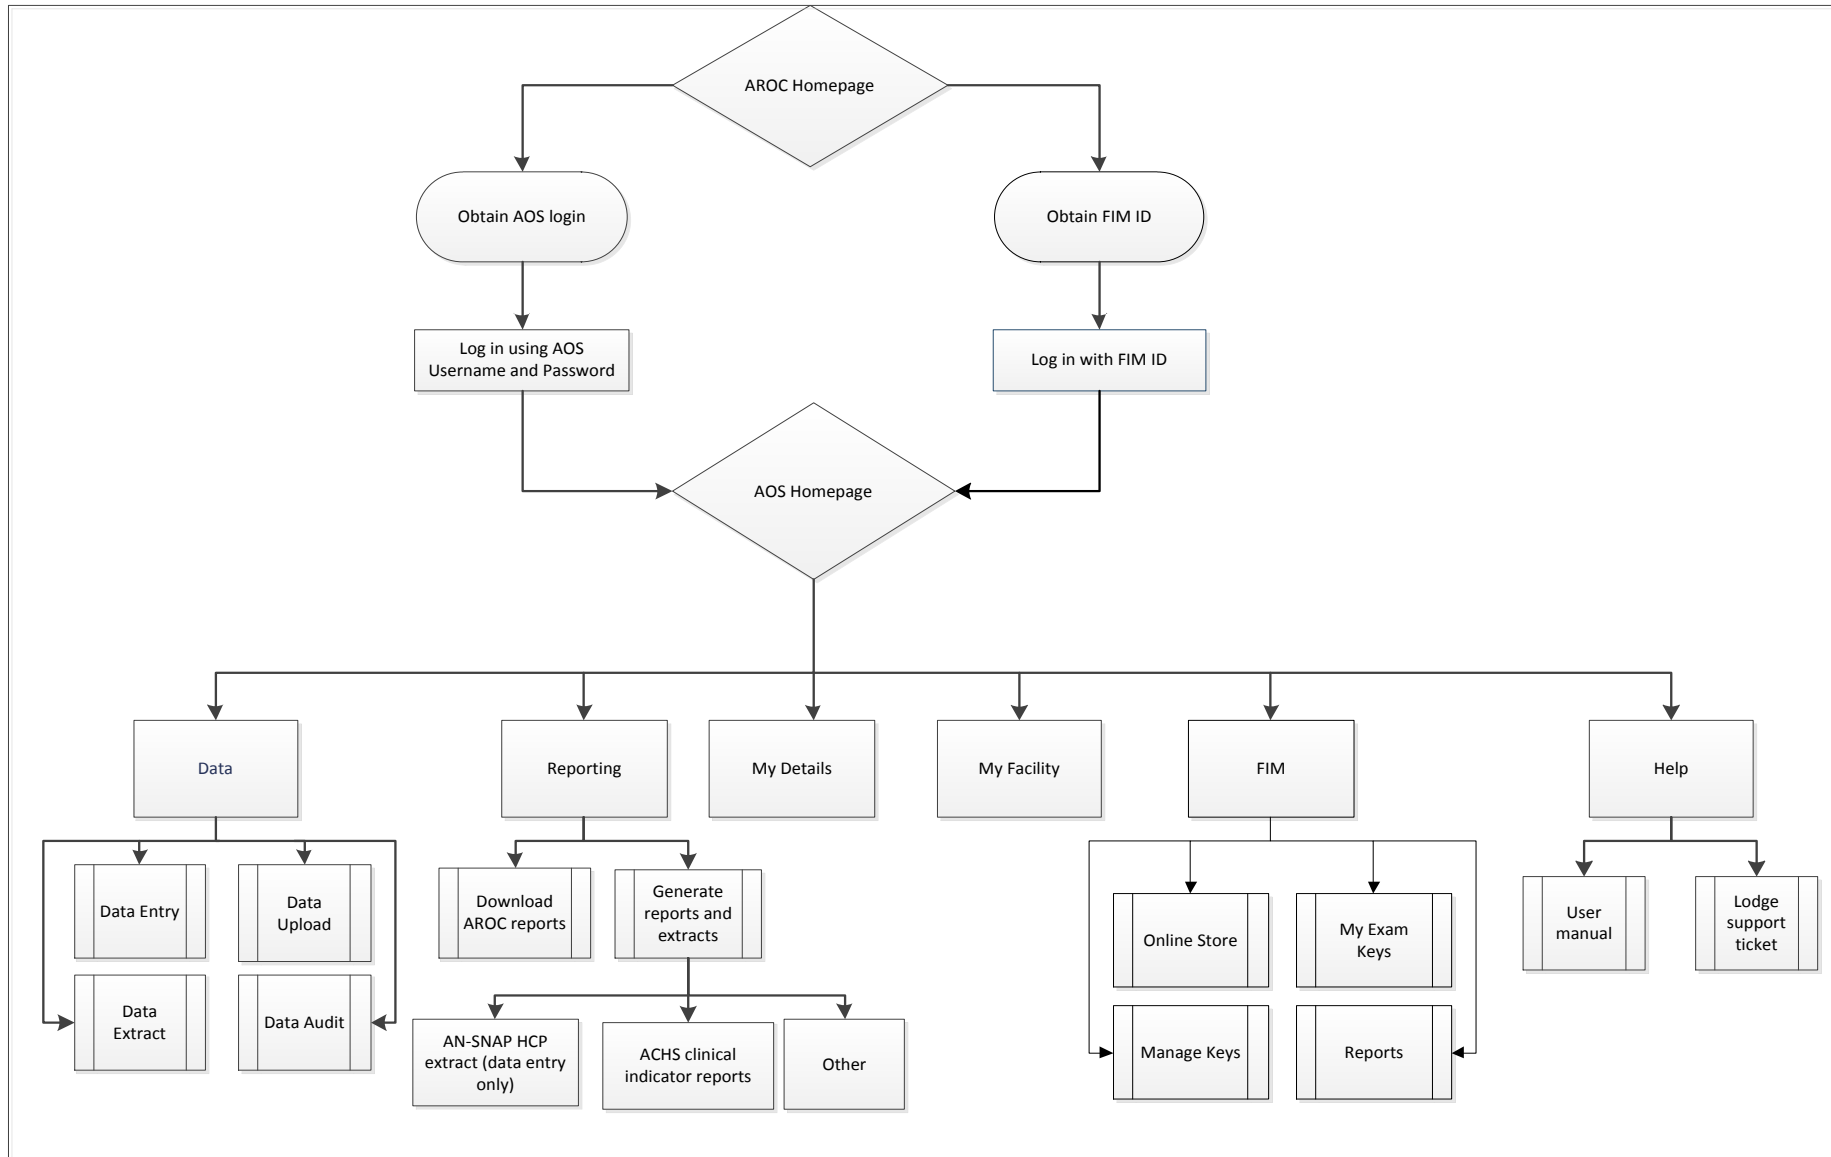 AROC Homepage
Obtain AOS login
Obtain FIM ID
Log in using AOS
Username and Password
Log in with FIM ID
AOS Homepage
Data
Reporting
My Details
My Facility
FIM
Help
Data Entry
Data
Upload
Data
Extract
Data Audit
Download
AROC reports
Generate
reports and
extracts
AN-SNAP HCP
extract (data entry
only)
ACHS clinical
indicator reports
Other
Online Store
My Exam
Keys
Manage Keys
Reports
User
manual
Lodge
support
ticket